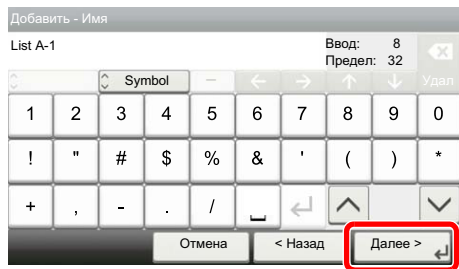 Добавить - Имя
List A-1
Ввод: 8
Предел: 32
Symbol
Удал
1 2 3 4 5 6 7 8 9 0
! " # $ % & ' ( ) *
+ , - . / _
Отмена < Назад Далее >